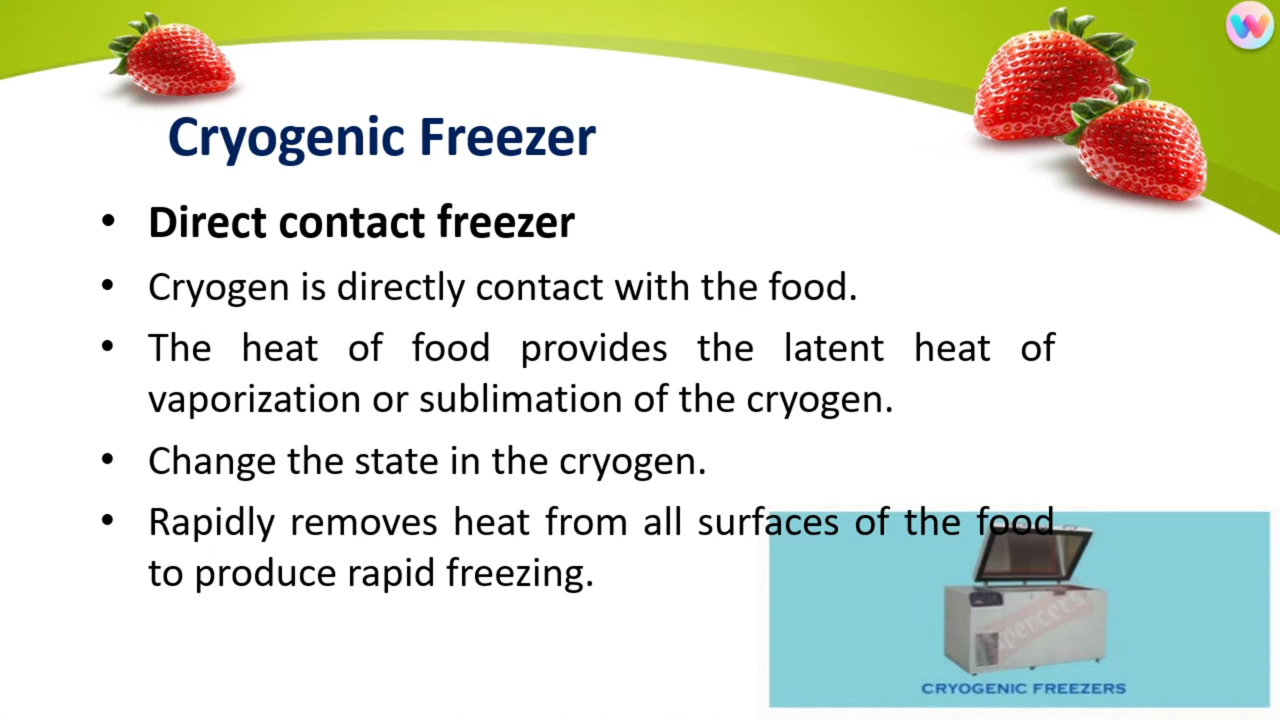 Cryogenic Freezer
• Direct contact freezer
• Cryogen is directly contact with the food.
• The heat of food provides the latent heat of
vaporization or sublimation of the cryogen.
• Change the state in the cryogen.
• Rapidly removes heat from all surfaces of the food
to produce rapid freezing.
spencer's
CRYOGENIC FREEZERS